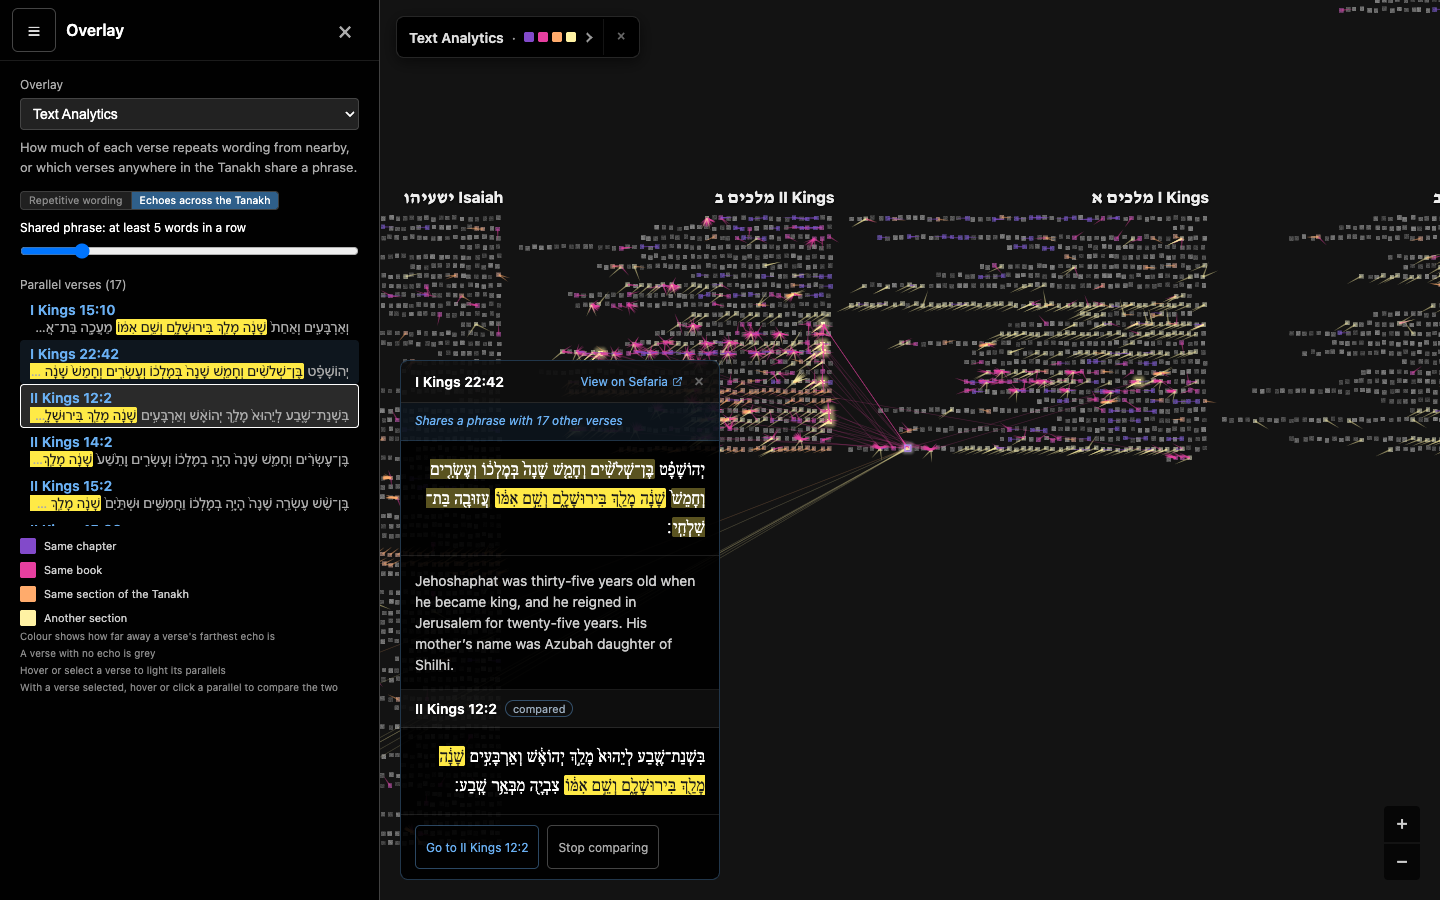 Overlay
Overlay
Text Analytics
How much of each verse repeats wording from nearby,
or which verses anywhere in the Tanakh share a phrase.
Repetitive wording
Echoes across the Tanakh
Shared phrase: at least 5 words in a row
Parallel verses (17)
I Kings 15:10
וְאַרְבָּעִ֤ים וְאַחַת֙ שָׁנָ֔ה מָלַ֖ךְ בִּירוּשָׁלָ֑͏ִם וְשֵׁ֣ם אִמּ֔וֹ מַעֲכָ֖ה בַּת־אֲ...
I Kings 22:42
יְהוֹשָׁפָ֗ט בֶּן־שְׁלֹשִׁ֨ים וְחָמֵ֤שׁ שָׁנָה֙ בְּמׇלְכ֔וֹ וְעֶשְׂרִ֤ים וְחָמֵשׁ֙ שָׁנָ֔ה ...
II Kings 12:2
בִּשְׁנַת־שֶׁ֤בַע לְיֵהוּא֙ מָלַ֣ךְ יְהוֹאָ֔שׁ וְאַרְבָּעִ֣ים שָׁנָ֔ה מָלַ֖ךְ בִּירוּשָׁלָ֑...
II Kings 14:2
בֶּן־עֶשְׂרִ֨ים וְחָמֵ֤שׁ שָׁנָה֙ הָיָ֣ה בְמׇלְכ֔וֹ וְעֶשְׂרִ֤ים וָתֵ֙שַׁע֙ שָׁנָ֔ה מָלַ֖ךְ...
II Kings 15:2
בֶּן־שֵׁ֨שׁ עֶשְׂרֵ֤ה שָׁנָה֙ הָיָ֣ה בְמׇלְכ֔וֹ וַחֲמִשִּׁ֤ים וּשְׁתַּ֙יִם֙ שָׁנָ֔ה מָלַ֖ךְ ...
Same chapter
Same book
Same section of the Tanakh
Another section
Colour shows how far away a verse's farthest echo is
A verse with no echo is grey
Hover or select a verse to light its parallels
With a verse selected, hover or click a parallel to compare the two
Text Analytics ·
ישעיהו Isaiah
מלכים ב II Kings
מלכים א I Kings
I Kings 22:42
View on Sefaria
Shares a phrase with 17 other verses
יְהוֹשָׁפָ֗ט בֶּן־שְׁלֹשִׁ֨ים וְחָמֵ֤שׁ שָׁנָה֙ בְּמׇלְכ֔וֹ וְעֶשְׂרִ֤ים
וְחָמֵשׁ֙ שָׁנָ֔ה מָלַ֖ךְ בִּירוּשָׁלָ֑͏ִם וְשֵׁ֣ם אִמּ֔וֹ עֲזוּבָ֖ה בַּת־
שִׁלְחִֽי׃
Jehoshaphat was thirty-five years old when
he became king, and he reigned in
Jerusalem for twenty-five years. His
mother’s name was Azubah daughter of
Shilhi.
II Kings 12:2
compared
בִּשְׁנַת־שֶׁ֤בַע לְיֵהוּא֙ מָלַ֣ךְ יְהוֹאָ֔שׁ וְאַרְבָּעִ֣ים שָׁנָ֔ה
מָלַ֖ךְ בִּירוּשָׁלָ֑͏ִם וְשֵׁ֣ם אִמּ֔וֹ צִבְיָ֖ה מִבְּאֵ֥ר שָֽׁבַע׃
Go to II Kings 12:2
Stop comparing